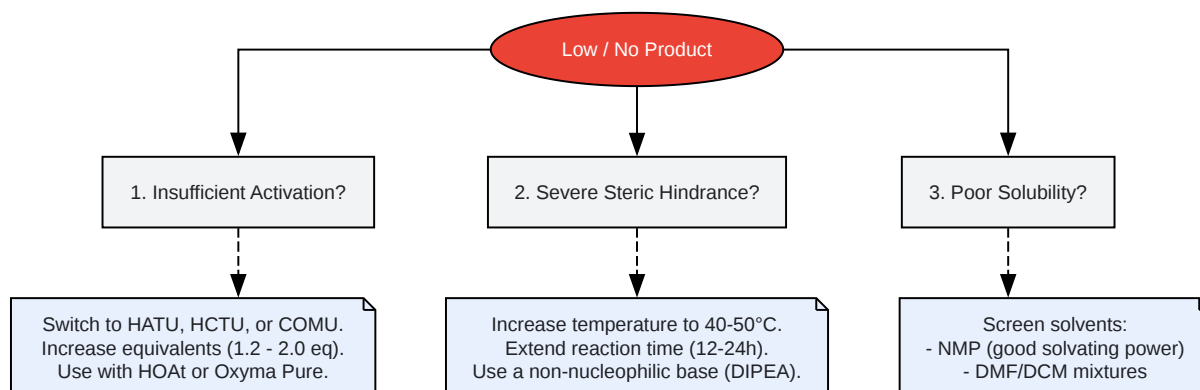 Low / No Product
1. Insufficient Activation?
2. Severe Steric Hindrance?
3. Poor Solubility?
Switch to HATU, HCTU, or COMU.
Increase equivalents (1.2 - 2.0 eq).
Use with HOAt or Oxyma Pure.
Increase temperature to 40-50°C.
Extend reaction time (12-24h).
Use a non-nucleophilic base (DIPEA).
Screen solvents:
- NMP (good solvating power)
- DMF/DCM mixtures